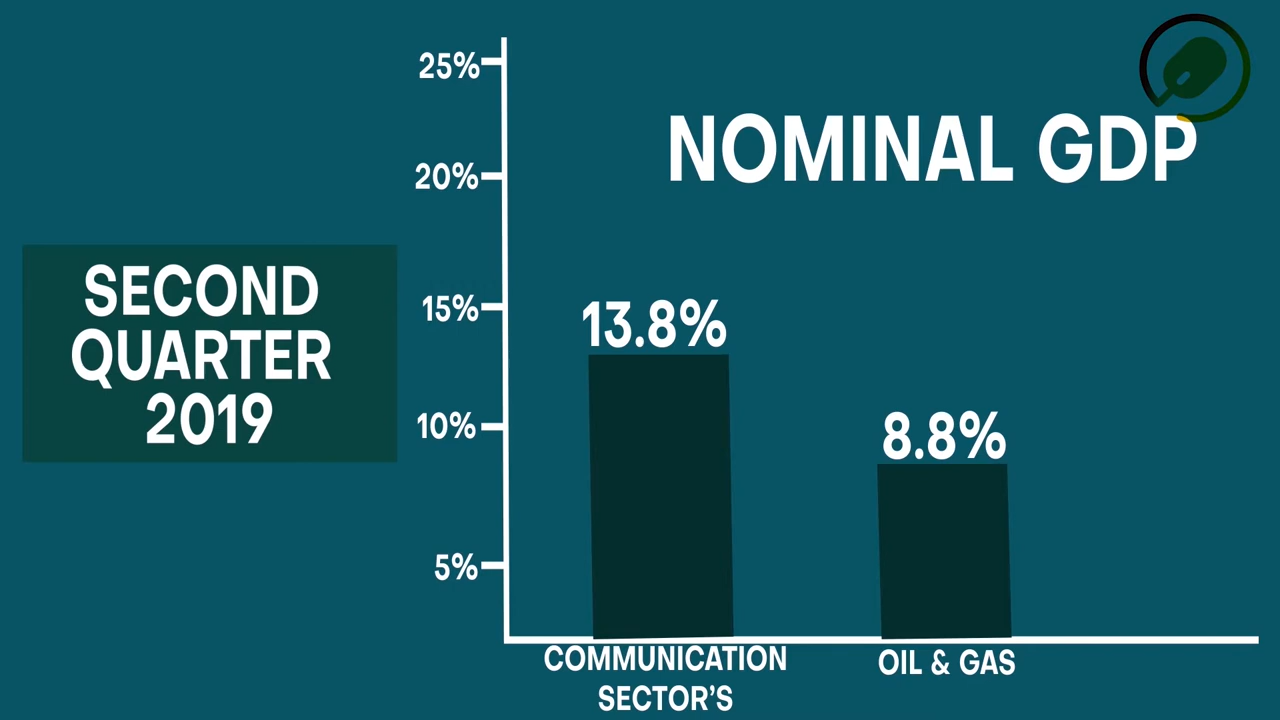 25%
NOMINAL GDP
20%
SECOND
QUARTER
2019
15%
13.8%
10%
8.8%
5%
COMMUNICATION
SECTOR'S
OIL & GAS